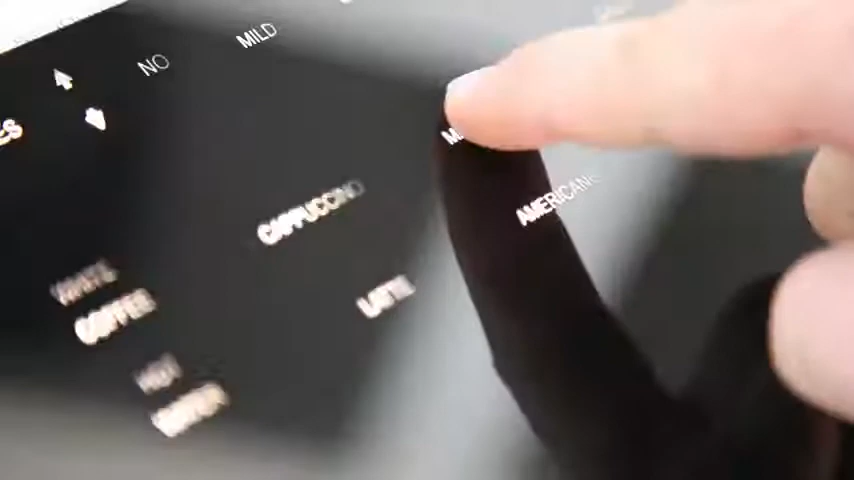 NO
MILD
CAPPUCCINO
AMERICANO
LATTE
WHITE
COFFEE
HOT
WATER